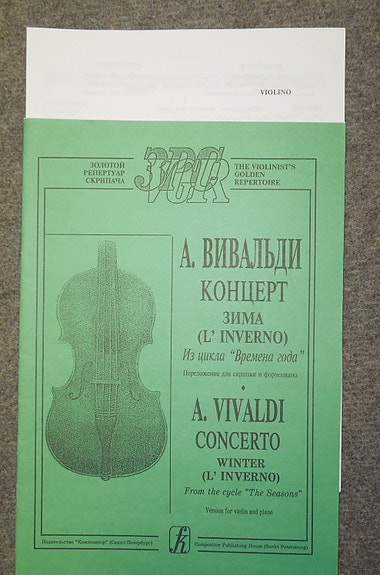 VIOLINO
ЗОЛОТОЙ
РЕПЕРТУАР
СКРИПАЧА
ЗРС
VGR
THE VIOLINIST'S
GOLDEN
REPERTOIRE
А. ВИВАЛЬДИ
КОНЦЕРТ
ЗИМА
(L' INVERNO)
Из цикла "Времена года"
Переложение для скрипки и фортепиано
A. VIVALDI
CONCERTO
WINTER
(L' INVERNO)
From the cycle "The Seasons"
Version for violin and piano
Издательство "Композитор" (Санкт-Петербург)
Compozitor Publishing House (Saint-Petersburg)